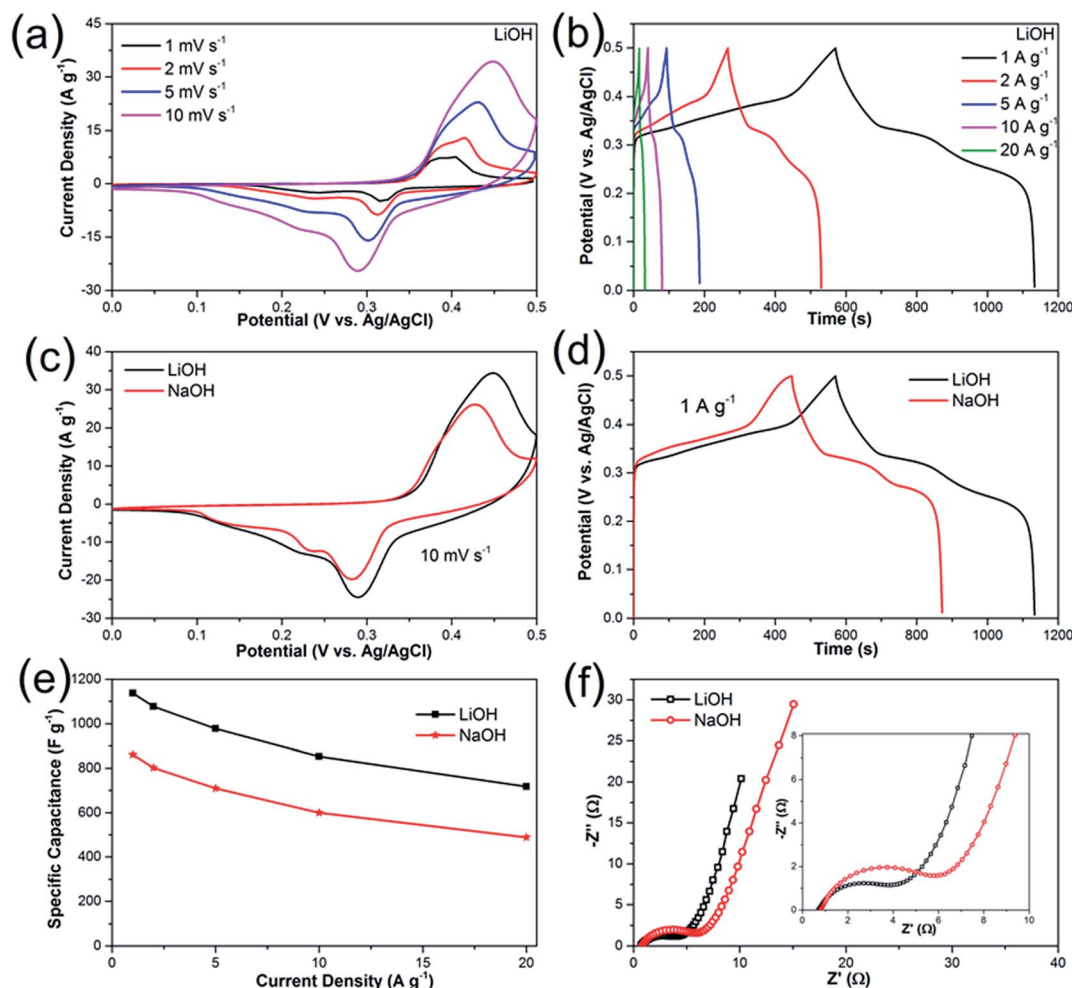 (a)
LiOH
1 mV s⁻¹
2 mV s⁻¹
5 mV s⁻¹
10 mV s⁻¹
45
30
15
0
-15
-30
Current Density (A g⁻¹)
0.0 0.1 0.2 0.3 0.4 0.5
Potential (V vs. Ag/AgCl)
(b)
LiOH
1 A g⁻¹
2 A g⁻¹
5 A g⁻¹
10 A g⁻¹
20 A g⁻¹
0.5
0.4
0.3
0.2
0.1
0.0
Potential (V vs. Ag/AgCl)
0 200 400 600 800 1000 1200
Time (s)
(c)
LiOH
NaOH
10 mV s⁻¹
40
30
20
10
0
-10
-20
-30
Current Density (A g⁻¹)
0.0 0.1 0.2 0.3 0.4 0.5
Potential (V vs. Ag/AgCl)
(d)
1 A g⁻¹
LiOH
NaOH
0.5
0.4
0.3
0.2
0.1
0.0
Potential (V vs. Ag/AgCl)
0 200 400 600 800 1000 1200
Time (s)
(e)
LiOH
NaOH
1200
1000
800
600
400
200
0
Specific Capacitance (F g⁻¹)
0 5 10 15 20
Current Density (A g⁻¹)
(f)
LiOH
NaOH
30
25
20
15
10
5
0
-Z'' (Ω)
0 10 20 30 40
Z' (Ω)
8
6
4
2
0
-Z'' (Ω)
2 4 6 8 10
Z' (Ω)